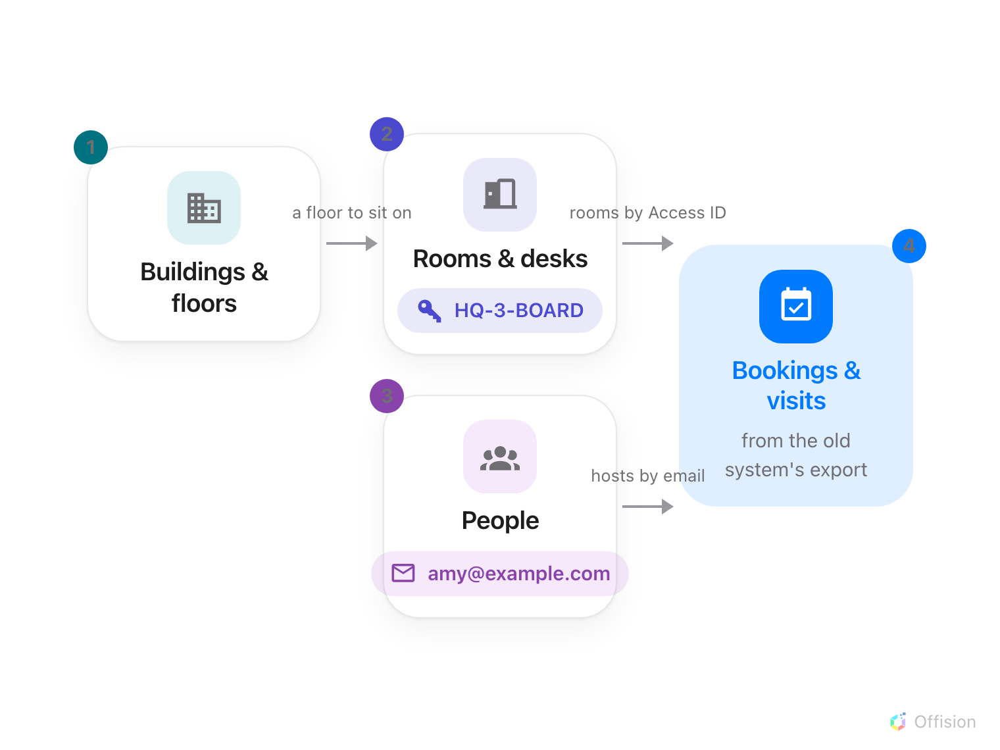 1
Buildings &
floors
a floor to sit on
2
Rooms & desks
HQ-3-BOARD
rooms by Access ID
3
People
amy@example.com
hosts by email
4
Bookings &
visits
from the old
system's export
Offision